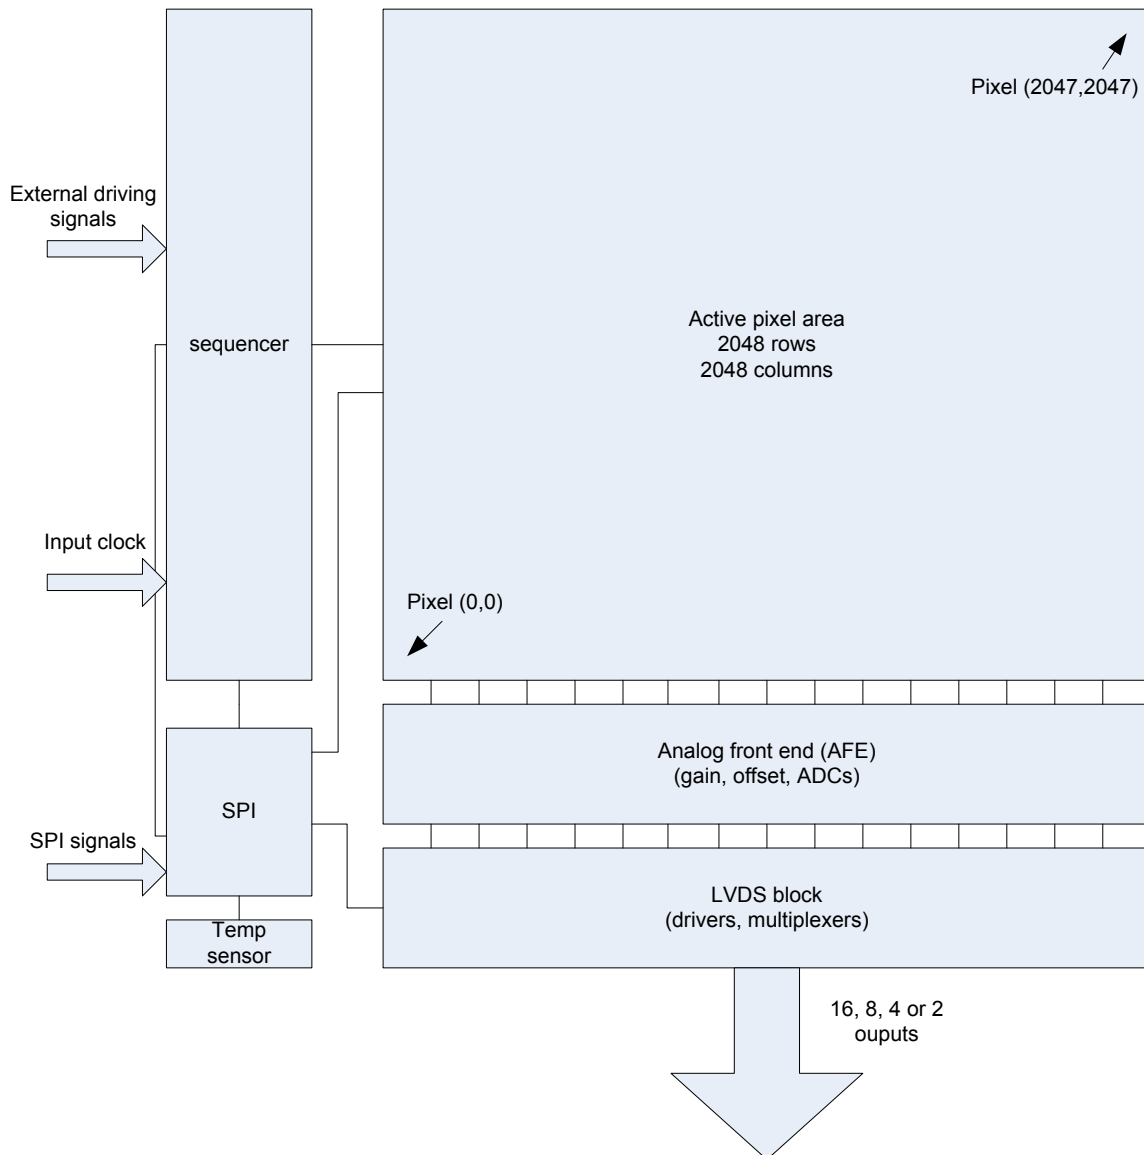 Pixel (2047,2047)
External driving
signals
sequencer
Active pixel area
2048 rows
2048 columns
Input clock
Pixel (0,0)
Analog front end (AFE)
(gain, offset, ADCs)
SPI
SPI signals
LVDS block
(drivers, multiplexers)
Temp
sensor
16, 8, 4 or 2
ouputs